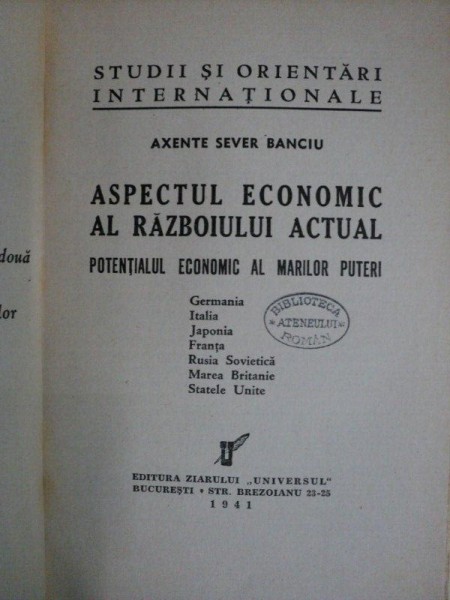 STUDII ȘI ORIENTĂRI
INTERNAȚIONALE
AXENTE SEVER BANCIU
ASPECTUL ECONOMIC
AL RĂZBOIULUI ACTUAL
POTENȚIALUL ECONOMIC AL MARILOR PUTERI
Germania
Italia
Japonia
Franța
Rusia Sovietică
Marea Britanie
Statele Unite
BIBLIOTECA
ATENEULUI
ROMÂN
EDITURA ZIARULUI „UNIVERSUL"
BUCUREȘTI • STR. BREZOIANU 23-25
1941
două
lor